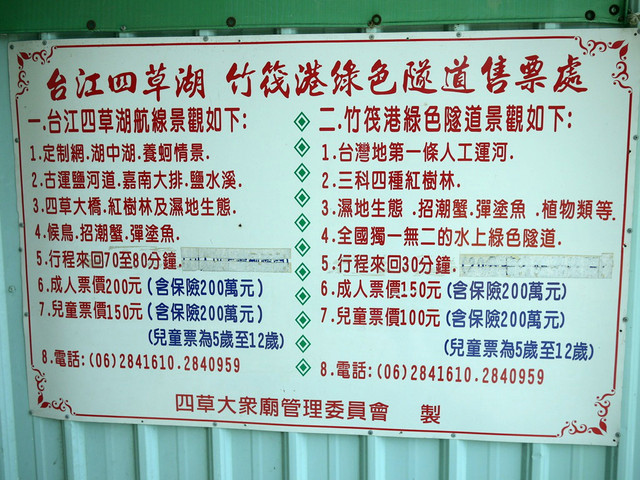 台江四草湖 竹筏港綠色隧道售票處
一.台江四草湖航線景觀如下:
1.定制網.湖中湖.養蚵情景.
2.古運鹽河道.嘉南大排.鹽水溪.
3.四草大橋.紅樹林及濕地生態.
4.候鳥.招潮蟹.彈塗魚.
5.行程來回70至80分鐘.
6.成人票價200元(含保險200萬元)
7.兒童票價150元(含保險200萬元)
(兒童票為5歲至12歲)
8.電話:(06)2841610.2840959
二.竹筏港綠色隧道景觀如下:
1.台灣地第一條人工運河.
2.三科四種紅樹林.
3.濕地生態.招潮蟹.彈塗魚.植物類等.
4.全國獨一無二的水上綠色隧道.
5.行程來回30分鐘.
6.成人票價150元(含保險200萬元)
7.兒童票價100元(含保險200萬元)
(兒童票為5歲至12歲)
8.電話:(06)2841610.2840959
四草大眾廟管理委員會 製